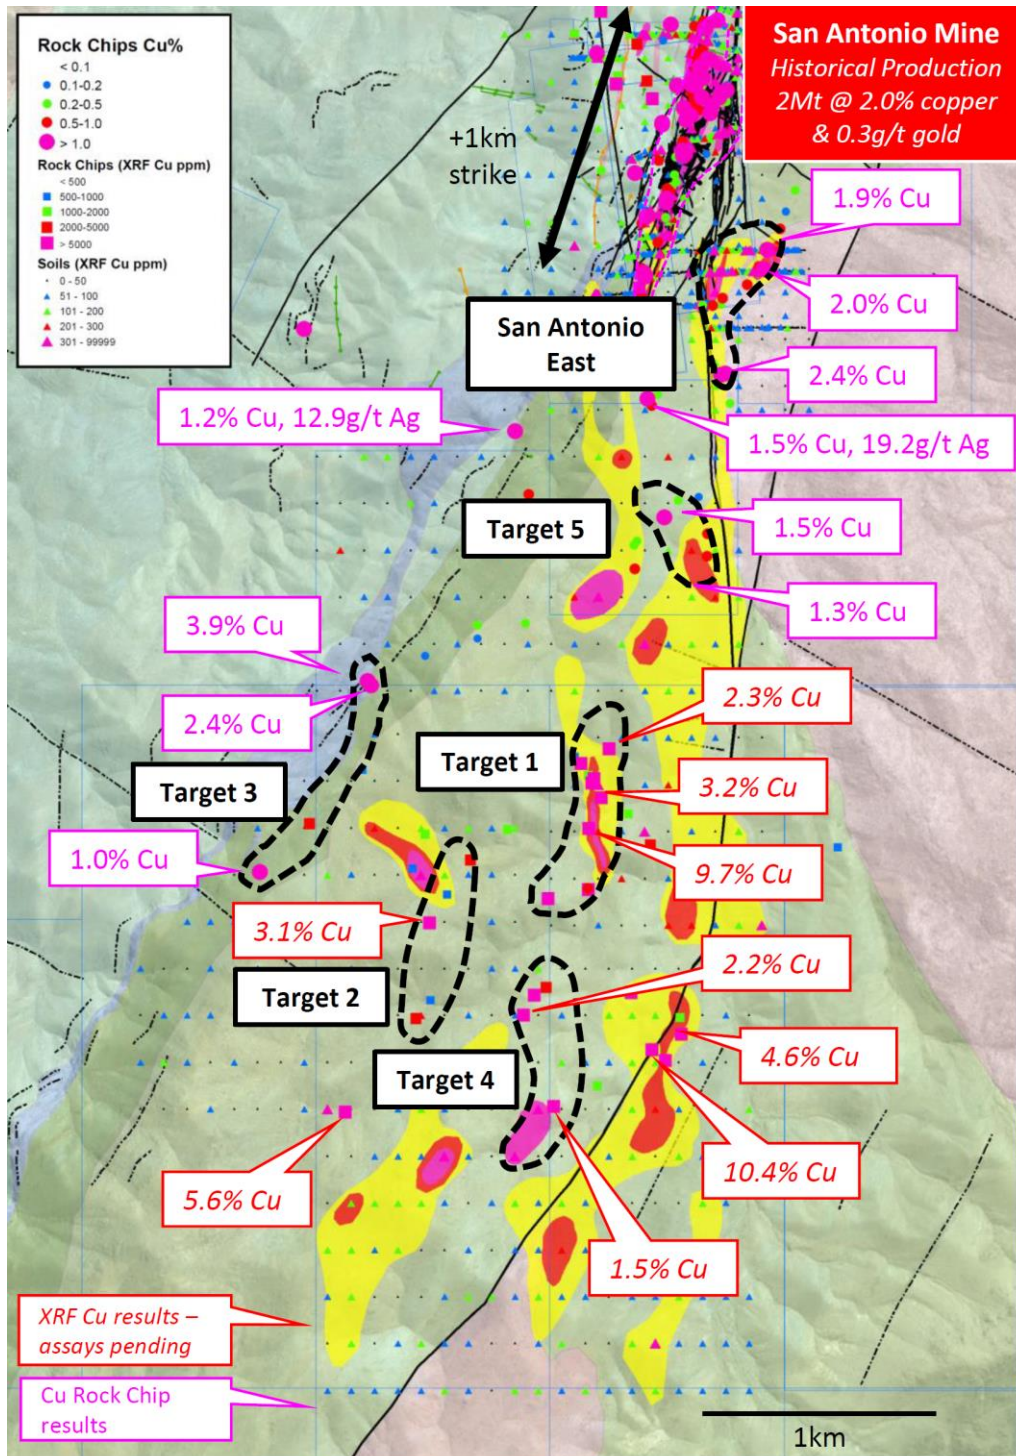 Rock Chips Cu%
< 0.1
0.1-0.2
0.2-0.5
0.5-1.0
> 1.0
Rock Chips (XRF Cu ppm)
< 500
500-1000
1000-2000
2000-5000
> 5000
Soils (XRF Cu ppm)
0 - 50
51 - 100
101 - 200
201 - 300
301 - 99999
San Antonio Mine
Historical Production
2Mt @ 2.0% copper
& 0.3g/t gold
+1km
strike
1.9% Cu
2.0% Cu
San Antonio
East
2.4% Cu
1.2% Cu, 12.9g/t Ag
1.5% Cu, 19.2g/t Ag
Target 5
1.5% Cu
1.3% Cu
3.9% Cu
2.4% Cu
2.3% Cu
Target 1
Target 3
3.2% Cu
1.0% Cu
9.7% Cu
3.1% Cu
2.2% Cu
Target 2
4.6% Cu
Target 4
10.4% Cu
5.6% Cu
1.5% Cu
XRF Cu results –
assays pending
Cu Rock Chip
results
1km